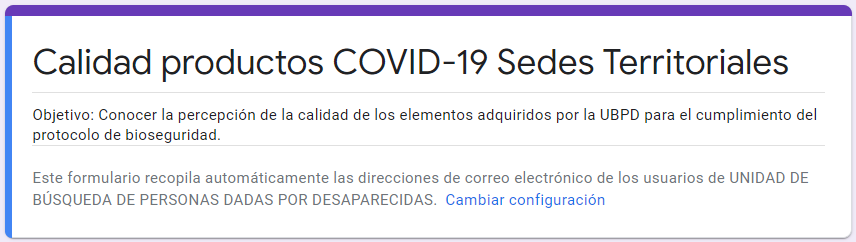 Calidad productos COVID-19 Sedes Territoriales
Objetivo: Conocer la percepción de la calidad de los elementos adquiridos por la UBPD para el cumplimiento del
protocolo de bioseguridad.
Este formulario recopila automáticamente las direcciones de correo electrónico de los usuarios de UNIDAD DE
BÚSQUEDA DE PERSONAS DADAS POR DESAPARECIDAS. Cambiar configuración